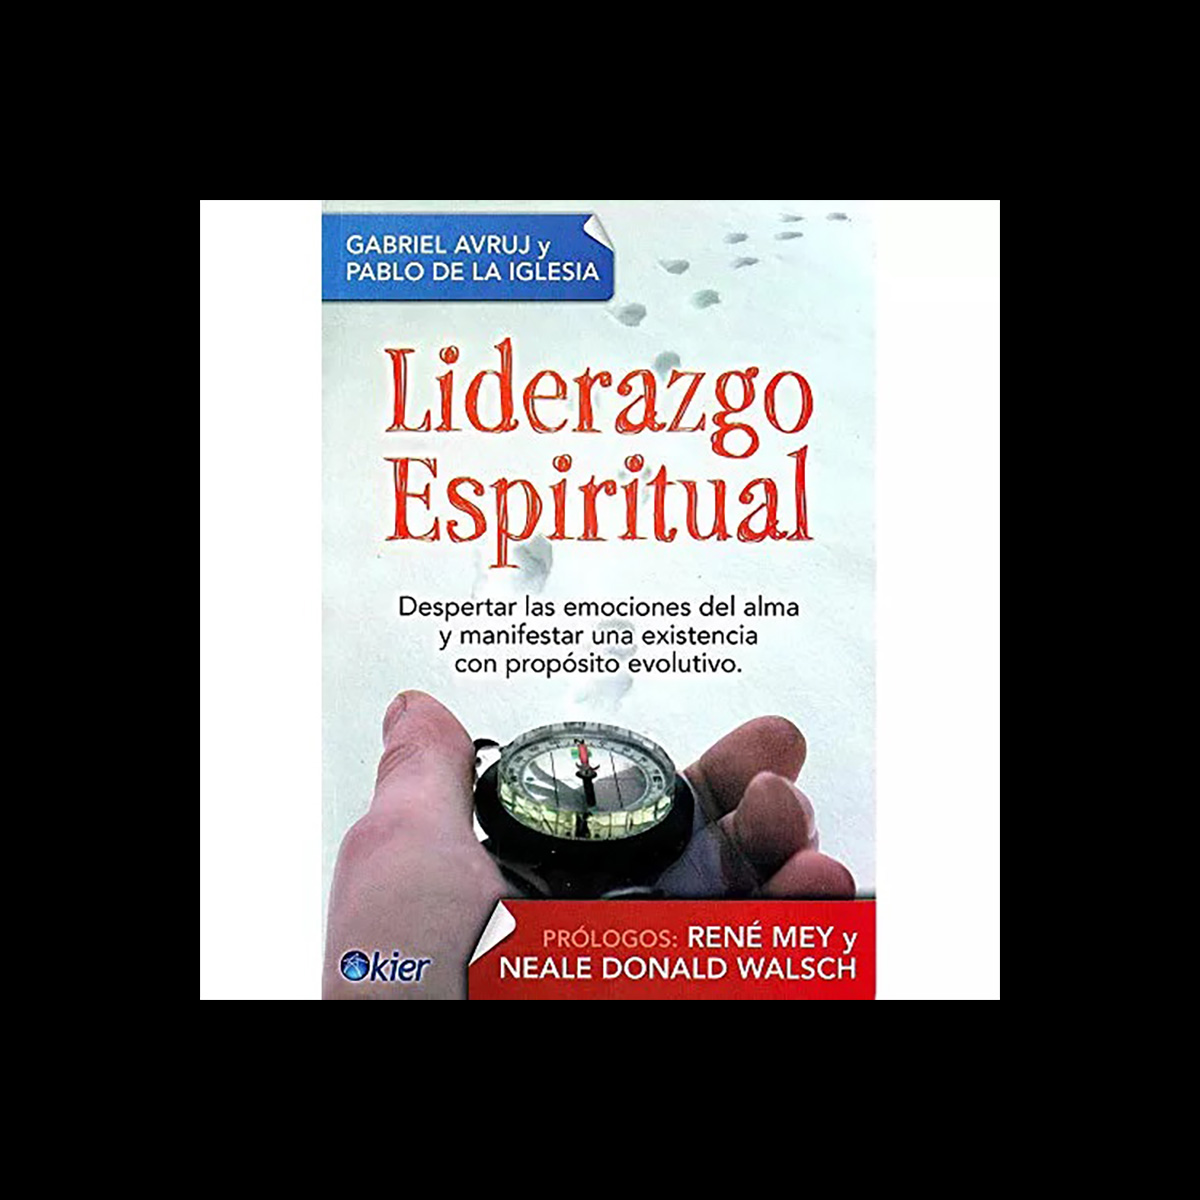 GABRIEL AVRUJ y
PABLO DE LA IGLESIA
Liderazgo
Espiritual
Despertar las emociones del alma
y manifestar una existencia
con propósito evolutivo.
N
kier
PRÓLOGOS: RENÉ MEY y
NEALE DONALD WALSCH